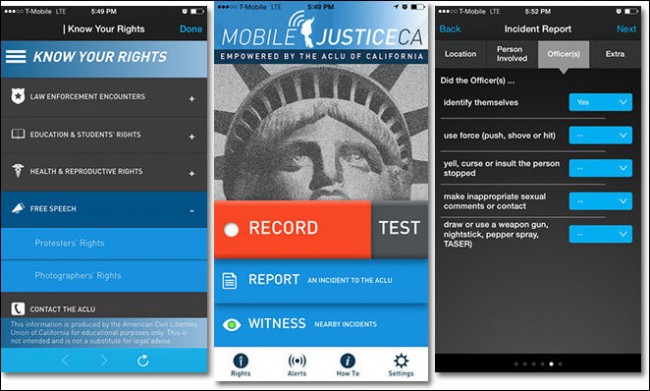 T-Mobile 5:49 PM
| Know Your Rights Done
KNOW YOUR RIGHTS
LAW ENFORCEMENT ENCOUNTERS +
EDUCATION & STUDENTS' RIGHTS +
HEALTH & REPRODUCTIVE RIGHTS +
FREE SPEECH -
Protesters' Rights
Photographers' Rights
CONTACT THE ACLU
This information is produced by the American Civil Liberties
Union of California for educational purposes only. This is
not intended and is not a substitute for legal advise.
T-Mobile 5:49 PM
MOBILE JUSTICECA
EMPOWERED BY THE ACLU OF CALIFORNIA
RECORD TEST
REPORT AN INCIDENT TO THE ACLU
WITNESS NEARBY INCIDENTS
Rights Alerts How To Settings
T-Mobile 5:52 PM
Back Incident Report Next
Location Person Involved Officer(s) Extra
Did the Officer(s) ...
identify themselves Yes
use force (push, shove or hit) --
yell, curse or insult the person
stopped --
make inappropriate sexual
comments or contact --
draw or use a weapon gun,
nightstick, pepper spray,
TASER) --